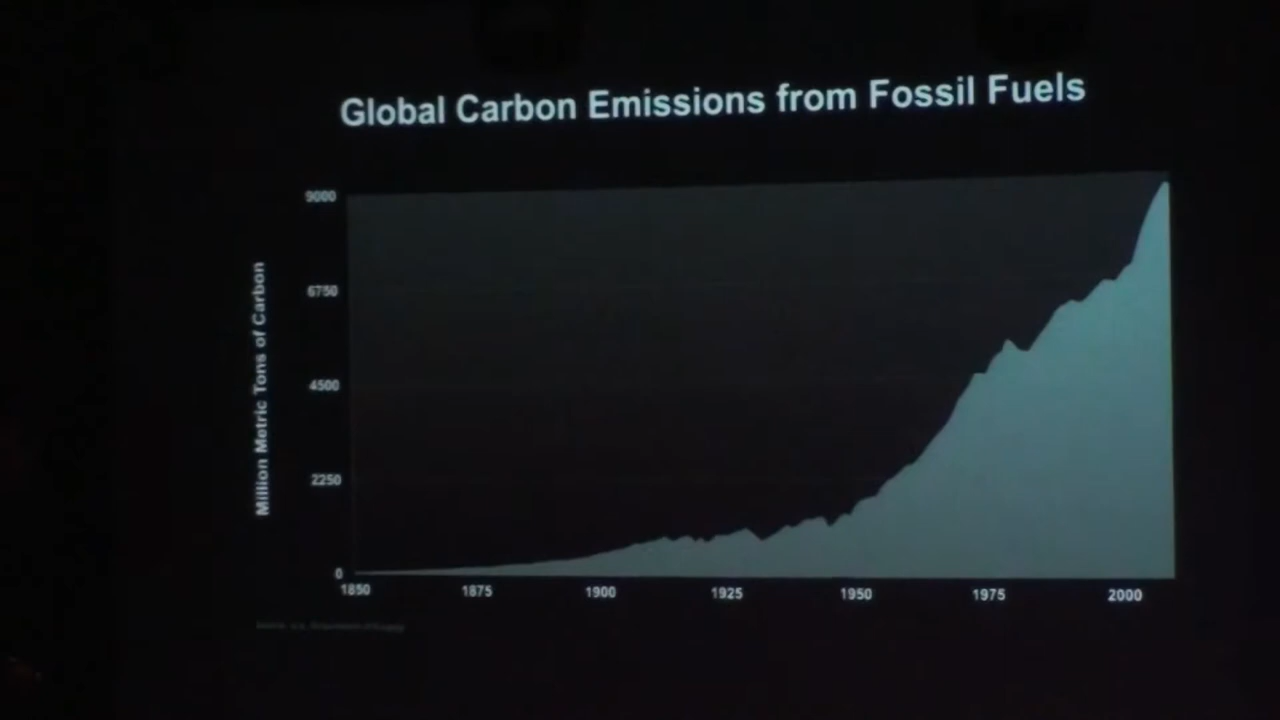 Global Carbon Emissions from Fossil Fuels
Million Metric Tons of Carbon
9000
6750
4500
2250
0
1850 1875 1900 1925 1950 1975 2000